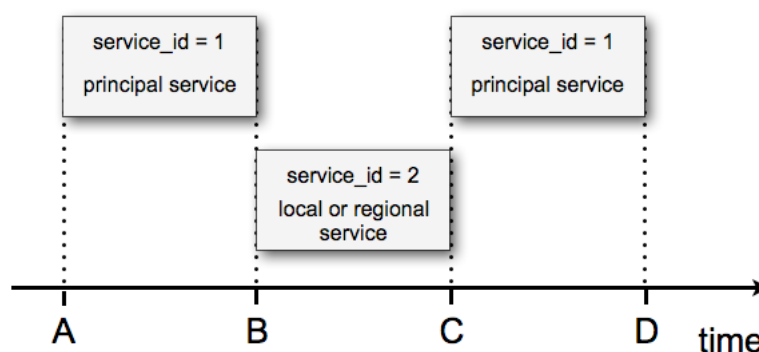 service_id = 1
principal service
service_id = 1
principal service
service_id = 2
local or regional
service
A
B
C
D
time